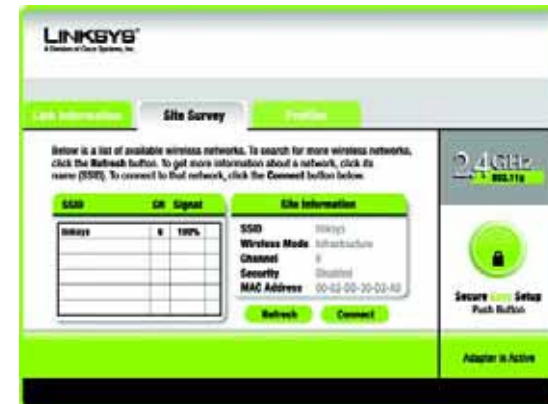 LINKSYS®
A Division of Cisco Systems, Inc.
Link Information Site Survey Profiles
Below is a list of available wireless networks. To search for more wireless networks,
click the Refresh button. To get more information about a network, click its
name (SSID). To connect to that network, click the Connect button below.
SSID CH Signal
linksys 6 100%
Site Information
SSID linksys
Wireless Mode Infrastructure
Channel 6
Security Disabled
MAC Address
Refresh Connect
2,4GHz
Secure Easy Setup
Push Button
Adapter is Active